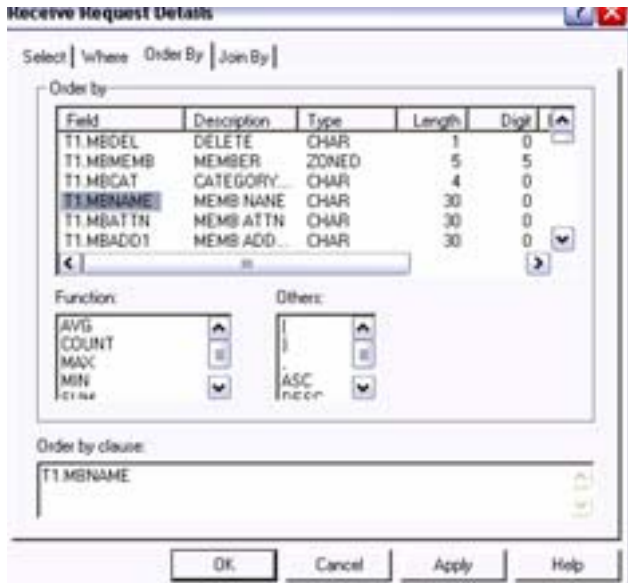 Receive Request Details
Select Where Order By Join By
Order by
Field Description Type Length Digit
T1.MBDEL DELETE CHAR 1 0
T1.MBMEMB MEMBER ZONED 5 5
T1.MBCAT CATEGORY... CHAR 4 0
T1.MBNAME MEMB NANE CHAR 30 0
T1.MBATTN MEMB ATTN CHAR 30 0
T1.MBADD1 MEMB ADD... CHAR 30 0
Function: Others:
AVG (
COUNT )
MAX ,
MIN ASC
SUM DESC
Order by clause:
T1.MBNAME
OK Cancel Apply Help